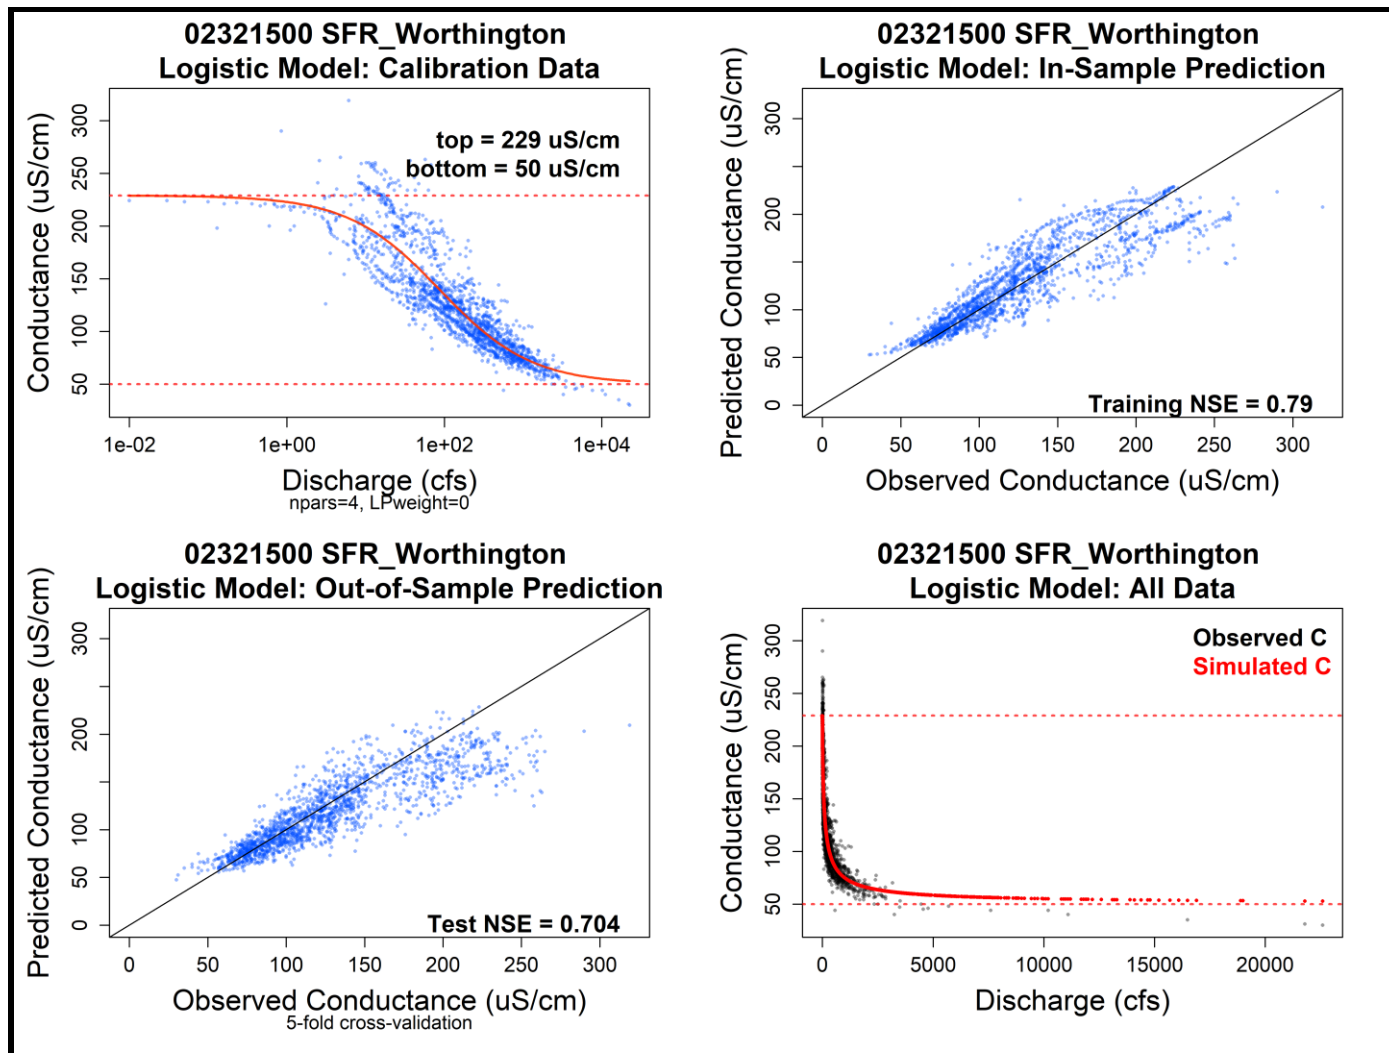 02321500 SFR_Worthington
Logistic Model: Calibration Data
top = 229 uS/cm
bottom = 50 uS/cm
Conductance (uS/cm)
300
250
200
150
100
50
1e-02
1e+00
1e+02
1e+04
Discharge (cfs)
npars=4, LPweight=0
02321500 SFR_Worthington
Logistic Model: In-Sample Prediction
Predicted Conductance (uS/cm)
300
200
100
50
0
Training NSE = 0.79
0
50
100
150
200
250
300
Observed Conductance (uS/cm)
02321500 SFR_Worthington
Logistic Model: Out-of-Sample Prediction
Predicted Conductance (uS/cm)
300
200
100
50
0
Test NSE = 0.704
0
50
100
150
200
250
300
Observed Conductance (uS/cm)
5-fold cross-validation
02321500 SFR_Worthington
Logistic Model: All Data
Observed C
Simulated C
Conductance (uS/cm)
300
250
200
150
100
50
0
5000
10000
15000
20000
Discharge (cfs)